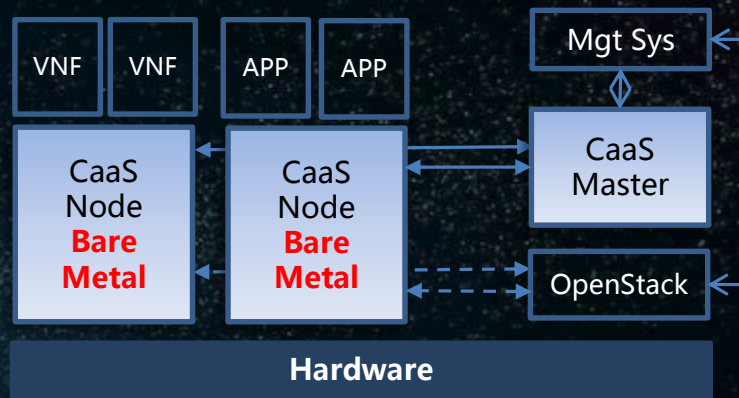 VNF
VNF
APP
APP
Mgt Sys
CaaS
Node
Bare
Metal
CaaS
Node
Bare
Metal
CaaS
Master
OpenStack
Hardware